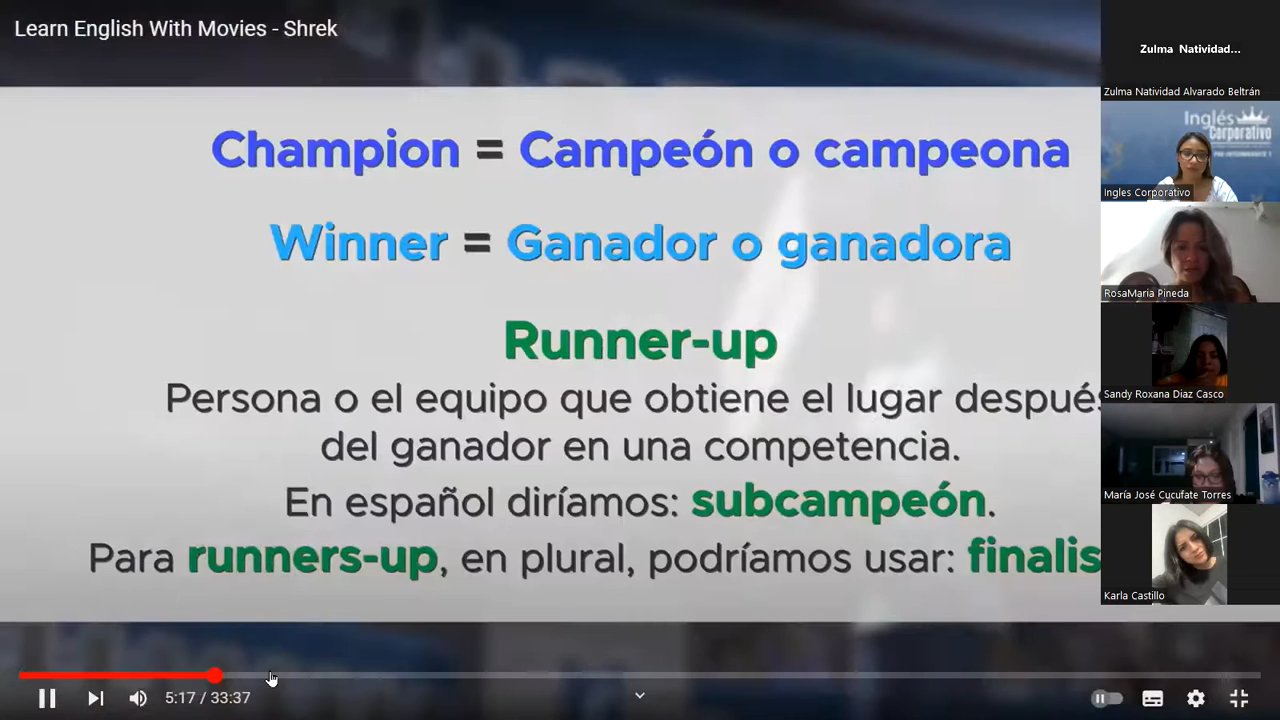 Learn English With Movies - Shrek
Champion = Campeón o campeona
Winner = Ganador o ganadora
Runner-up
Persona o el equipo que obtiene el lugar después
del ganador en una competencia.
En español diríamos: subcampeón.
Para runners-up, en plural, podríamos usar: finalis
5:17 / 33:37
Zulma Natividad...
Zulma Natividad Alvarado Beltrán
Inglés
Corporativo
Ingles Corporativo
RosaMaria Pineda
Sandy Roxana Diaz Casco
María José Cucufate Torres
Karla Castillo